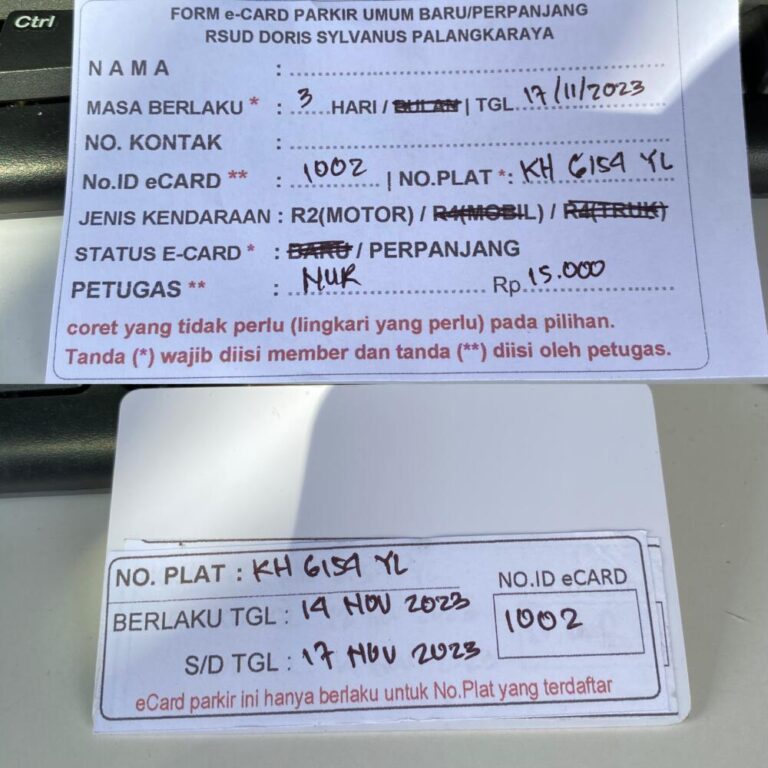 Ctrl
FORM e-CARD PARKIR UMUM BARU/PERPANJANG
RSUD DORIS SYLVANUS PALANGKARAYA
NAMA :
MASA BERLAKU * : 3 HARI / BULAN | TGL 17/11/2023
NO. KONTAK :
No.ID eCARD ** : 1002 | NO.PLAT *: KH 6154 YL
JENIS KENDARAAN : R2(MOTOR) / R4(MOBIL) / R4(TRUK)
STATUS E-CARD * : BARU / PERPANJANG
PETUGAS ** : NUR Rp. 15.000
coret yang tidak perlu (lingkari yang perlu) pada pilihan.
Tanda (*) wajib diisi member dan tanda (**) diisi oleh petugas.
NO. PLAT : KH 6154 YL
NO.ID eCARD
BERLAKU TGL : 14 NOV 2023
1002
S/D TGL : 17 NOV 2023
eCard parkir ini hanya berlaku untuk No.Plat yang terdaftar